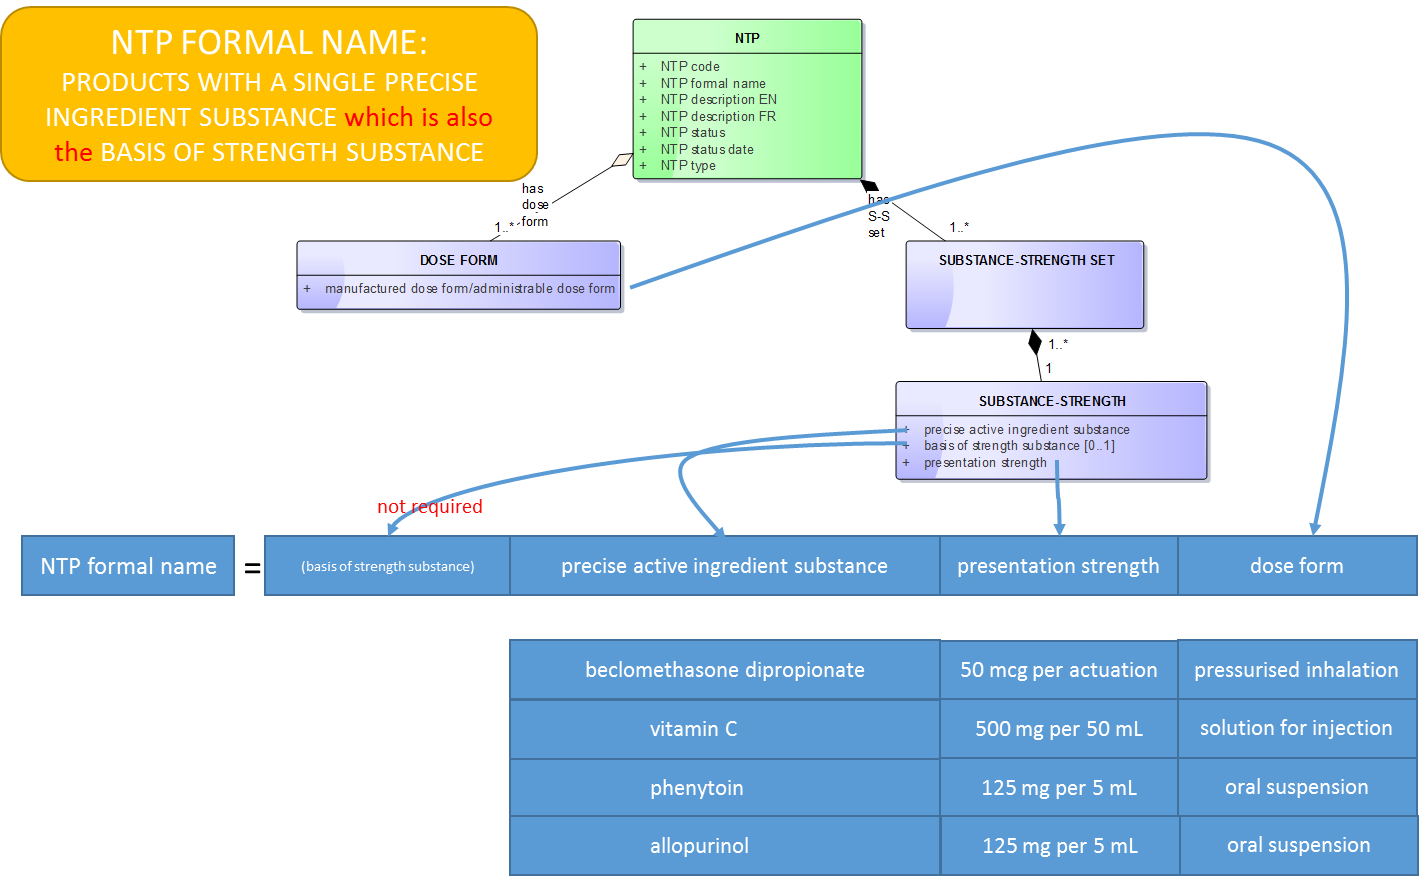 NTP FORMAL NAME:
PRODUCTS WITH A SINGLE PRECISE
INGREDIENT SUBSTANCE which is also
the BASIS OF STRENGTH SUBSTANCE
NTP
+ NTP code
+ NTP formal name
+ NTP description EN
+ NTP description FR
+ NTP status
+ NTP status date
+ NTP type
has
dose
form
1..*
has
S-S
set
1..*
DOSE FORM
+ manufactured dose form/administrable dose form
SUBSTANCE-STRENGTH SET
1..*
1
SUBSTANCE-STRENGTH
+ precise active ingredient substance
+ basis of strength substance [0..1]
+ presentation strength
not required
NTP formal name = (basis of strength substance) precise active ingredient substance presentation strength dose form
beclomethasone dipropionate 50 mcg per actuation pressurised inhalation
vitamin C 500 mg per 50 mL solution for injection
phenytoin 125 mg per 5 mL oral suspension
allopurinol 125 mg per 5 mL oral suspension